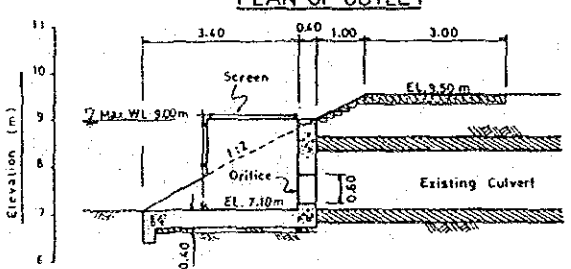 PLAN OF OUTLET
11
3.40
0.40
1.00
3.00
10
Screen
EL. 9.50 m
Max. WL. 9.00m
9
Elevation (m)
8
1:2
Orifice
0.60
Existing Culvert
EL. 7.10m
7
0.40
6